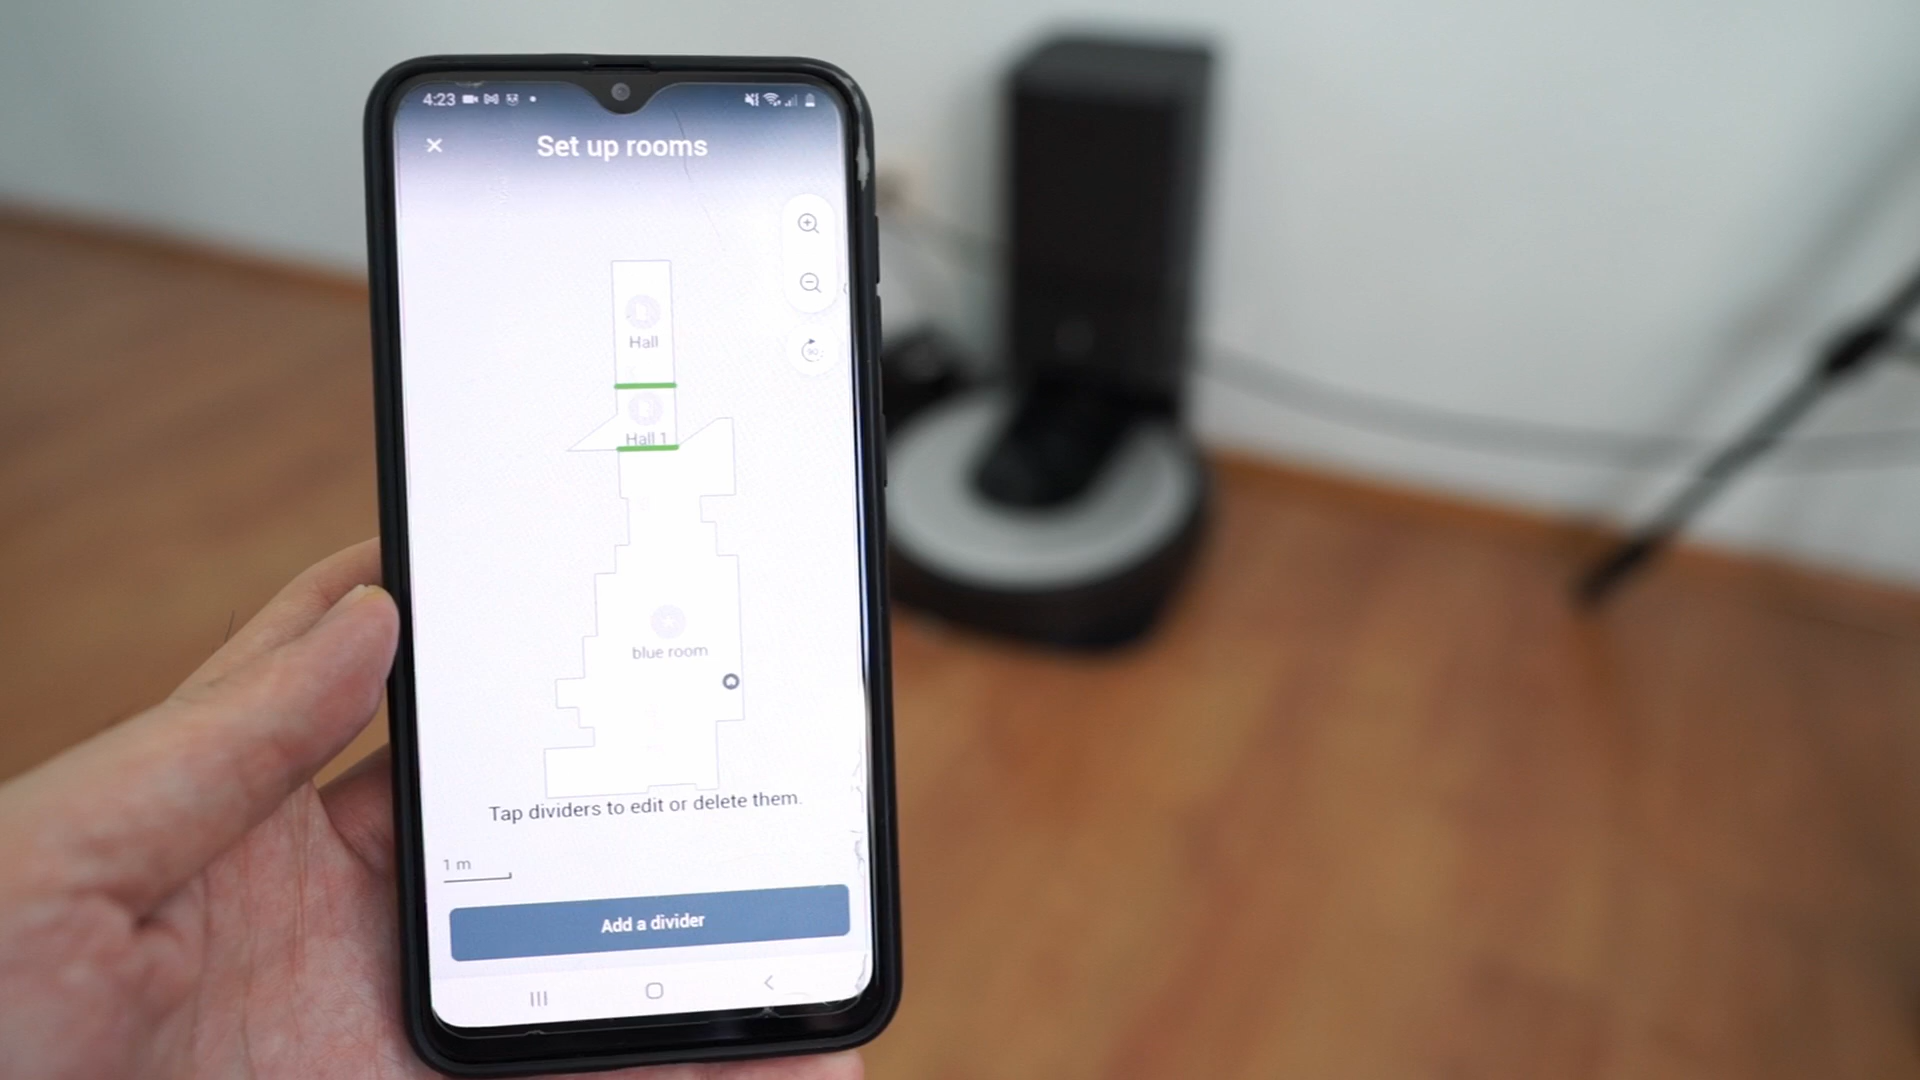 4:23
Set up rooms
Hall
90
Hall 1
blue room
Tap dividers to edit or delete them.
1 m
Add a divider